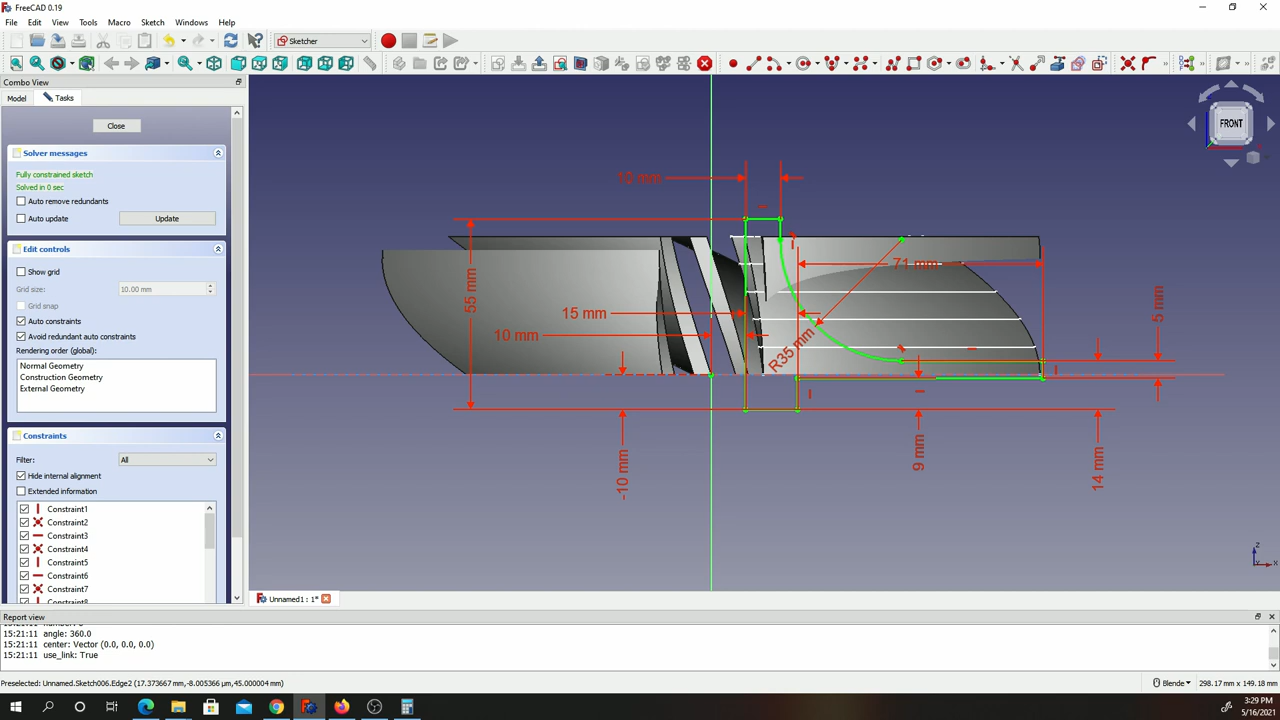 FreeCAD 0.19
File Edit View Tools Macro Sketch Windows Help
Sketcher
Combo View
Model Tasks
Close
Solver messages
Fully constrained sketch
Solved in 0 sec
Auto remove redundants
Auto update Update
Edit controls
Show grid
Grid size: 10.00 mm
Grid snap
Auto constraints
Avoid redundant auto constraints
Rendering order (global):
Normal Geometry
Construction Geometry
External Geometry
Constraints
Filter: All
Hide internal alignment
Extended information
Constraint1
Constraint2
Constraint3
Constraint4
Constraint5
Constraint6
Constraint7
Constraint8
FRONT
10 mm
71 mm
55 mm
15 mm
10 mm
R35 mm
5 mm
-10 mm
9 mm
14 mm
z
x
Unnamed1 : 1*
Report view
15:21:11 angle: 360.0
15:21:11 center: Vector (0.0, 0.0, 0.0)
15:21:11 use_link: True
Preselected: Unnamed.Sketch006.Edge2 (17.373667 mm,-8.005366 µm,45.000004 mm)
Blende 298.17 mm x 149.18 mm
3:29 PM
5/16/2021